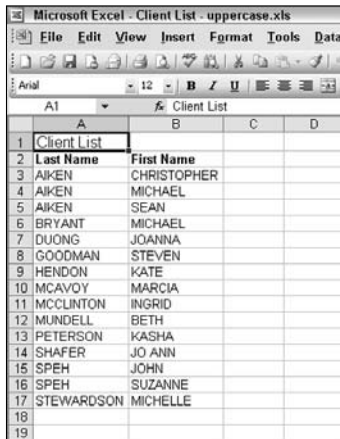 Microsoft Excel - Client List - uppercase.xls
File Edit View Insert Format Tools Data
Arial 12 B I U
A1 fx Client List
A B C D
1 Client List
2 Last Name First Name
3 AIKEN CHRISTOPHER
4 AIKEN MICHAEL
5 AIKEN SEAN
6 BRYANT MICHAEL
7 DUONG JOANNA
8 GOODMAN STEVEN
9 HENDON KATE
10 MCAVOY MARCIA
11 MCCLINTON INGRID
12 MUNDELL BETH
13 PETERSON KASHA
14 SHAFER JO ANN
15 SPEH JOHN
16 SPEH SUZANNE
17 STEWARDSON MICHELLE
18
19